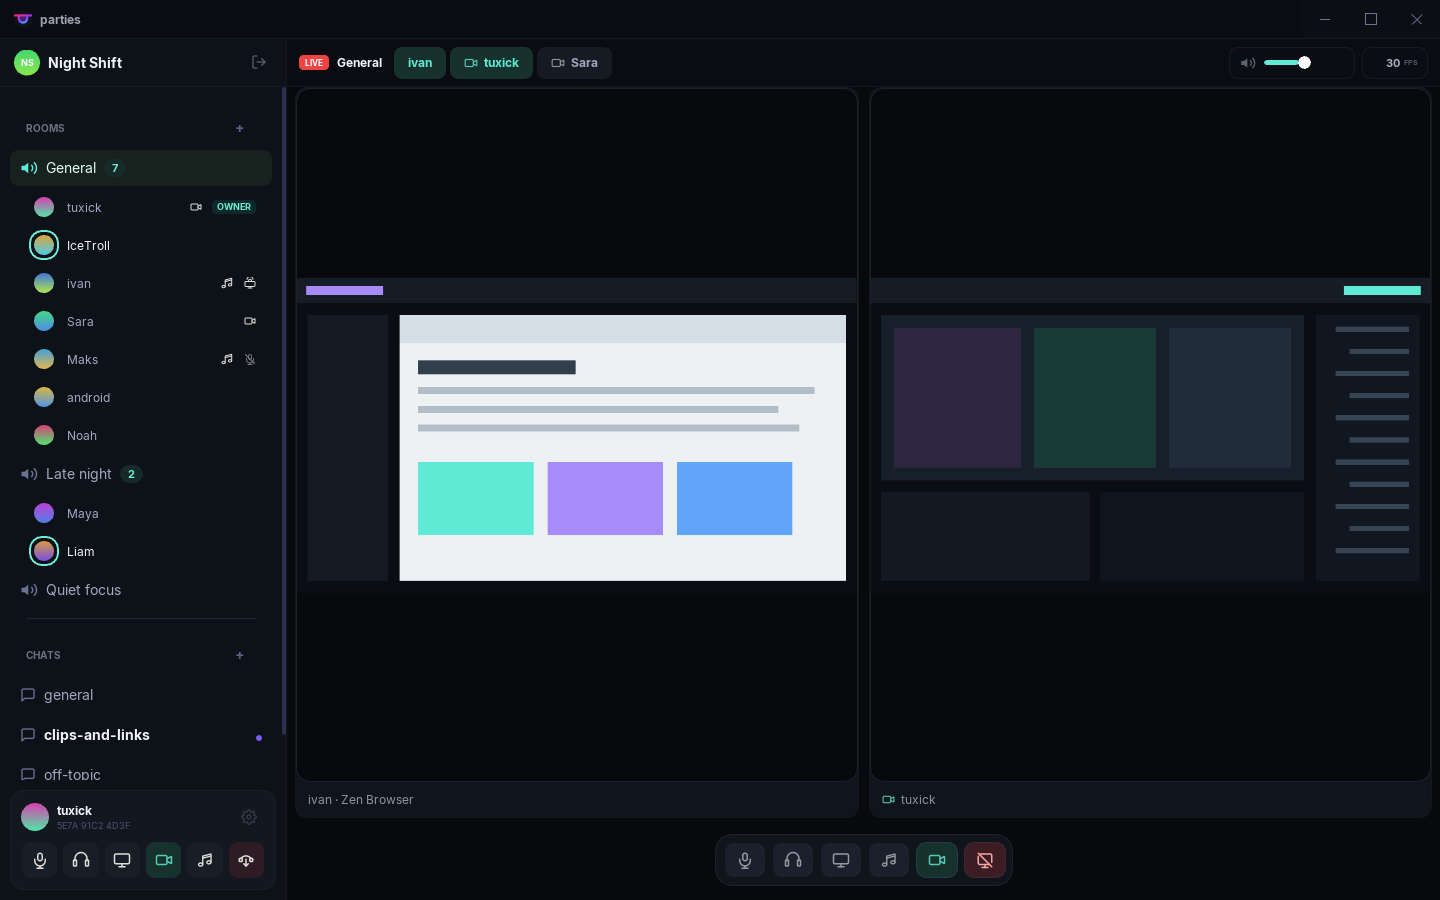 parties
NS Night Shift
LIVE General ivan tuxick Sara
30 FPS
ROOMS +
General 7
tuxick OWNER
IceTroll
ivan
Sara
Maks
android
Noah
Late night 2
Maya
Liam
Quiet focus
CHATS +
general
clips-and-links
off-topic
tuxick
5E7A 91C2 4D3F
ivan · Zen Browser
tuxick